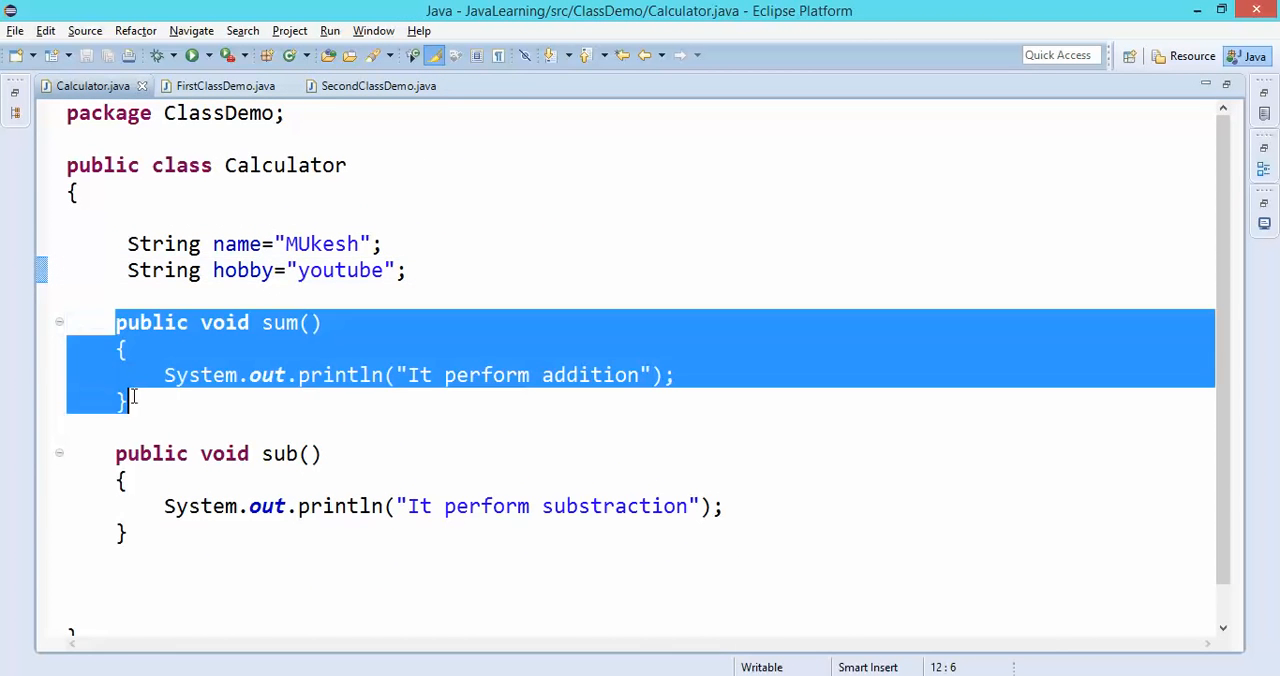 Java - JavaLearning/src/ClassDemo/Calculator.java - Eclipse Platform
File Edit Source Refactor Navigate Search Project Run Window Help
Quick Access Resource Java
Calculator.java FirstClassDemo.java SecondClassDemo.java
package ClassDemo;
public class Calculator
{
String name="MUkesh";
String hobby="youtube";
public void sum()
{
System.out.println("It perform addition");
}
public void sub()
{
System.out.println("It perform substraction");
}
}
Writable Smart Insert 12 : 6